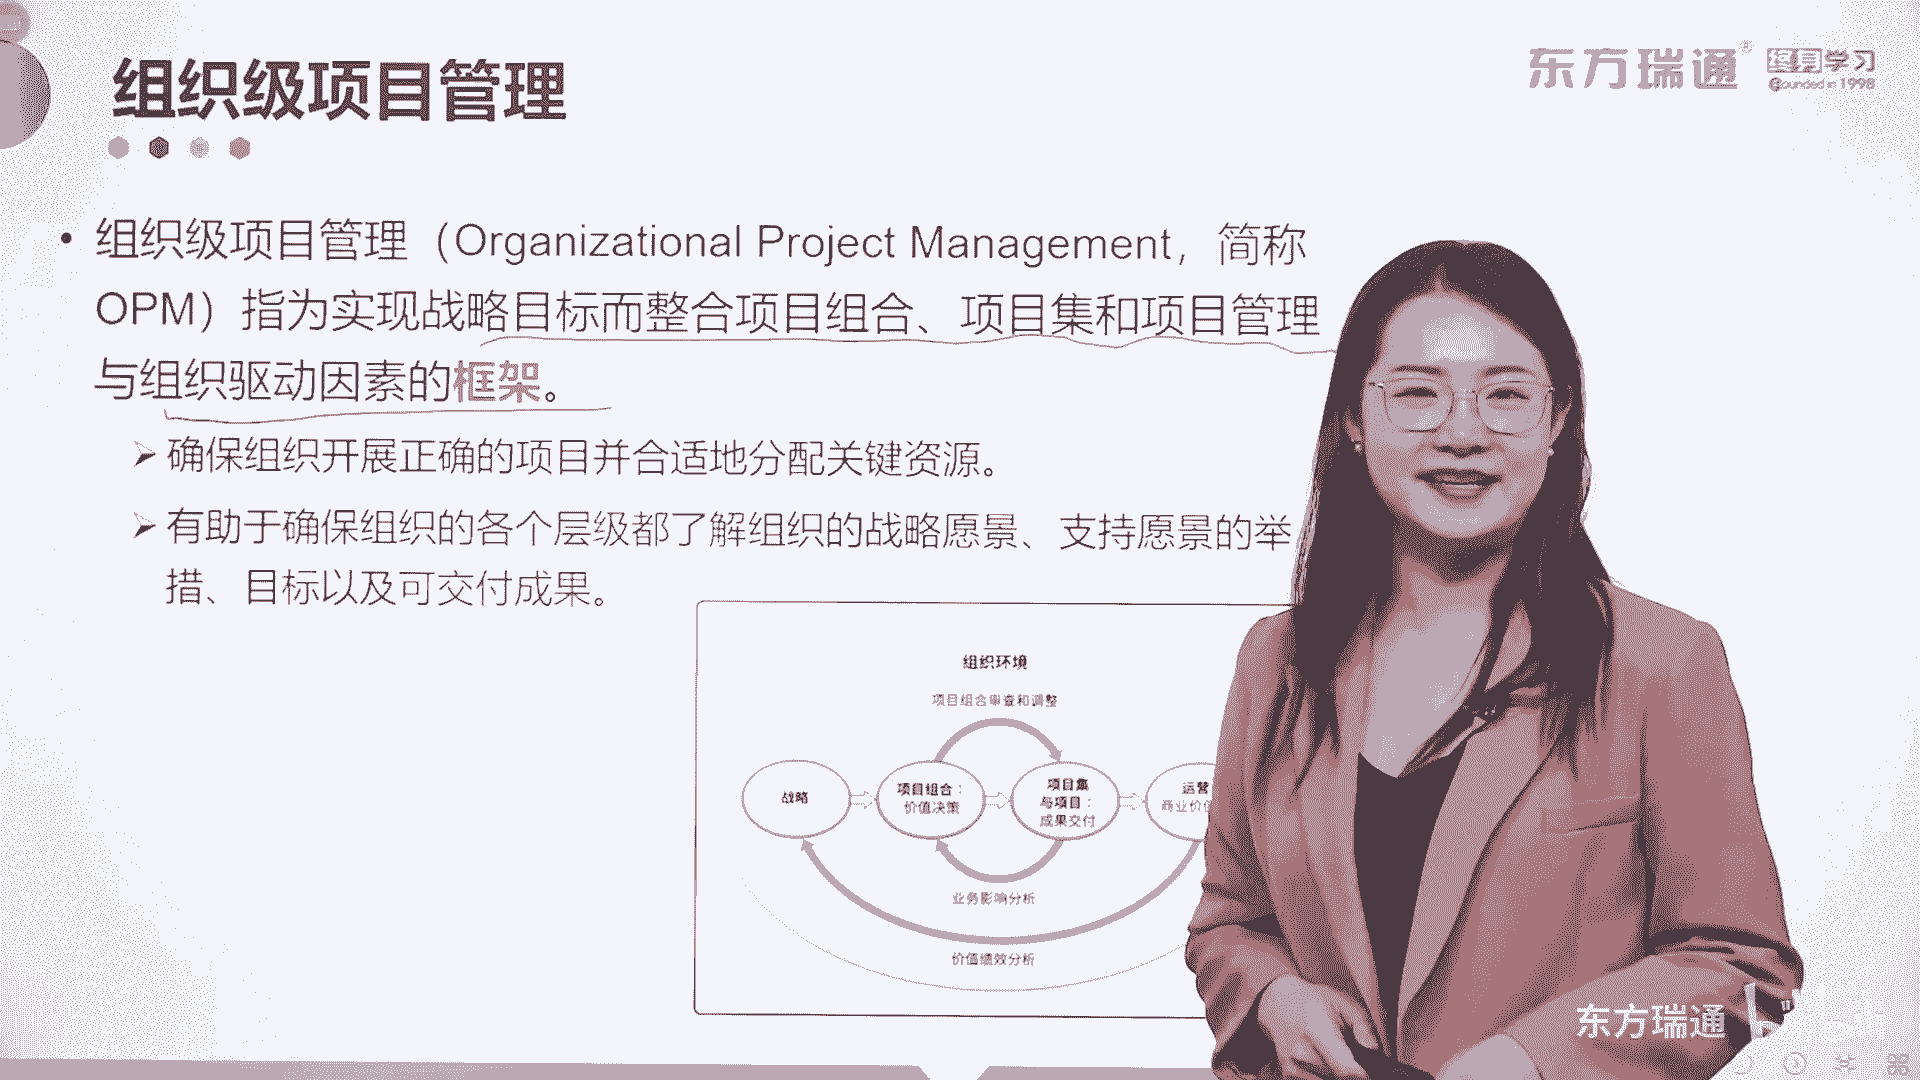 组织级项目管理
东方瑞通®
终身学习
Founded in 1998
• 组织级项目管理（Organizational Project Management，简称
OPM）指为实现战略目标而整合项目组合、项目集和项目管理
与组织驱动因素的框架。
➢ 确保组织开展正确的项目并合适地分配关键资源。
➢ 有助于确保组织的各个层级都了解组织的战略愿景、支持愿景的举
措、目标以及可交付成果。
组织环境
项目组合审查和调整
战略
项目组合：
价值决策
项目集
与项目：
成果交付
运营
商业价
业务影响分析
价值绩效分析
东方瑞通